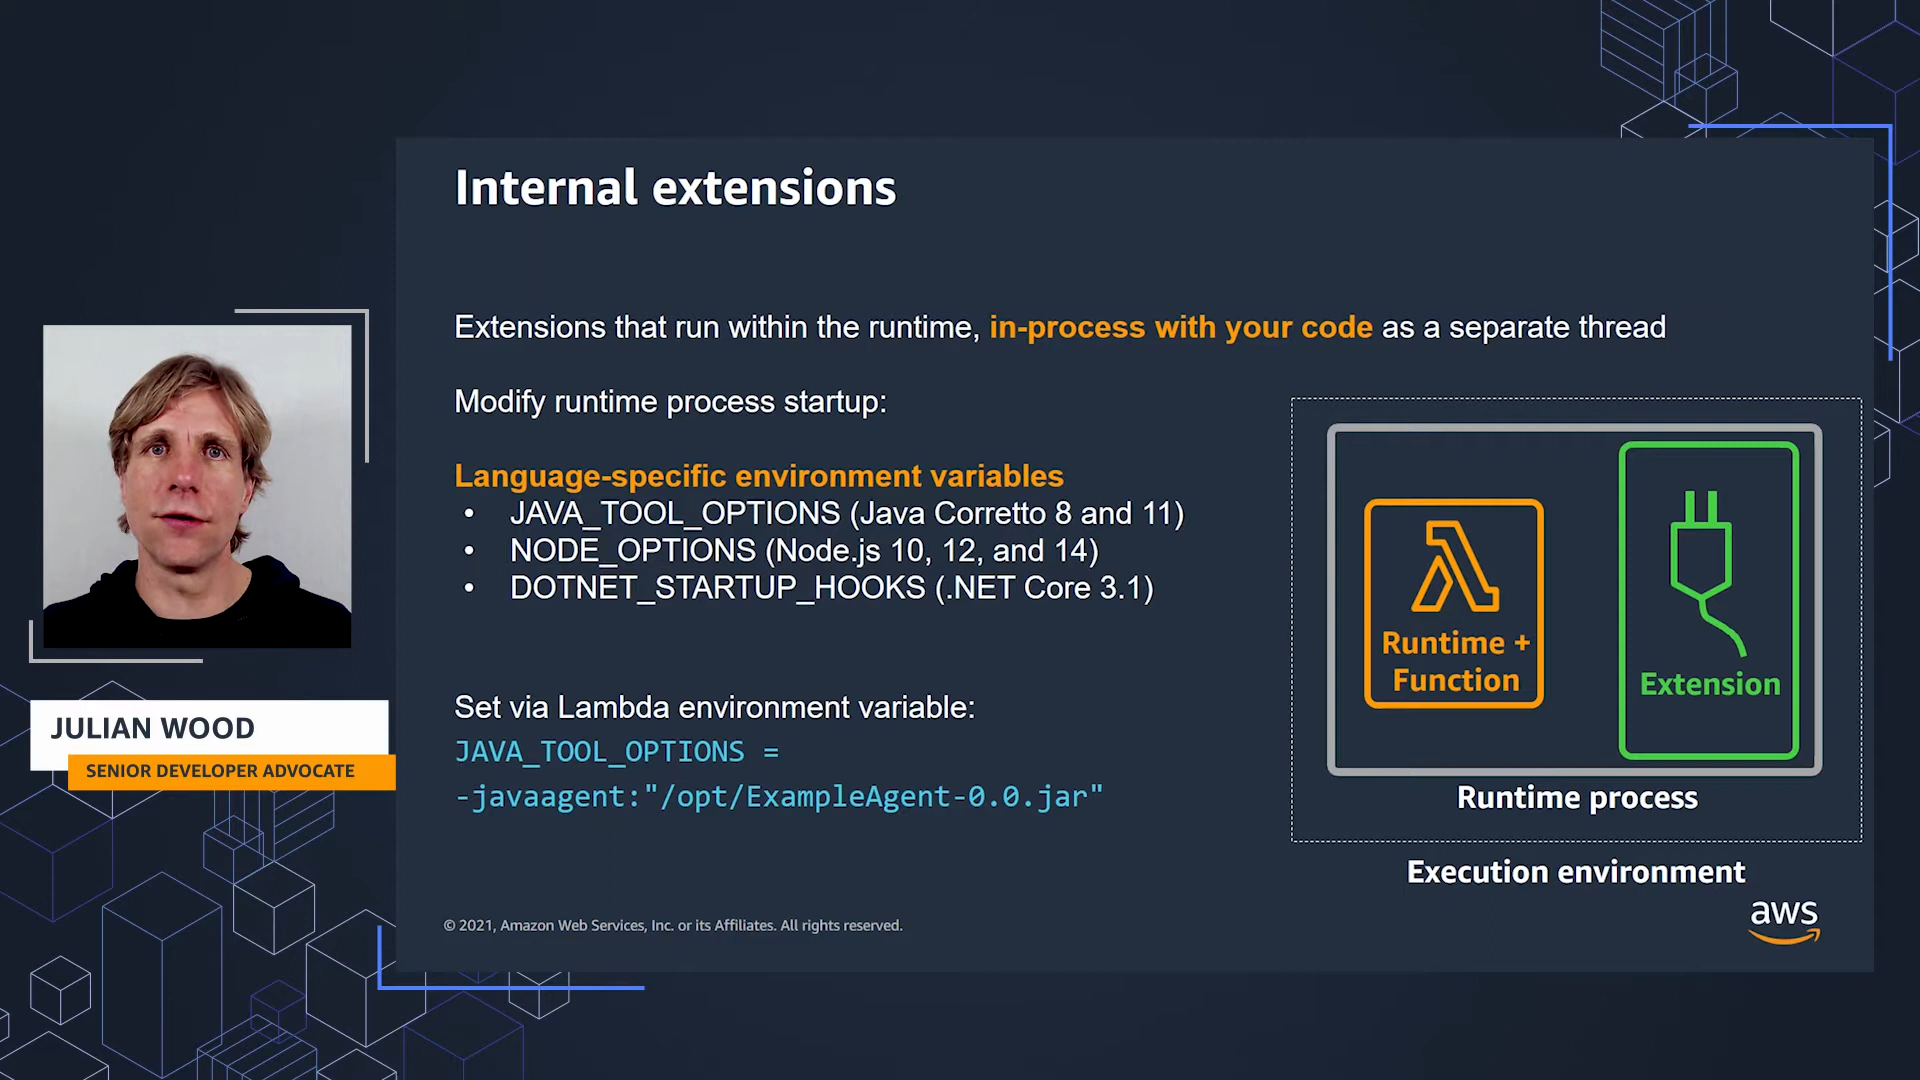 Internal extensions
Extensions that run within the runtime, in-process with your code as a separate thread
Modify runtime process startup:
Language-specific environment variables
• JAVA_TOOL_OPTIONS (Java Corretto 8 and 11)
• NODE_OPTIONS (Node.js 10, 12, and 14)
• DOTNET_STARTUP_HOOKS (.NET Core 3.1)
Set via Lambda environment variable:
JAVA_TOOL_OPTIONS =
-javaagent:"/opt/ExampleAgent-0.0.jar"
Runtime +
Function
Extension
Runtime process
Execution environment
JULIAN WOOD
SENIOR DEVELOPER ADVOCATE
© 2021, Amazon Web Services, Inc. or its Affiliates. All rights reserved.
aws